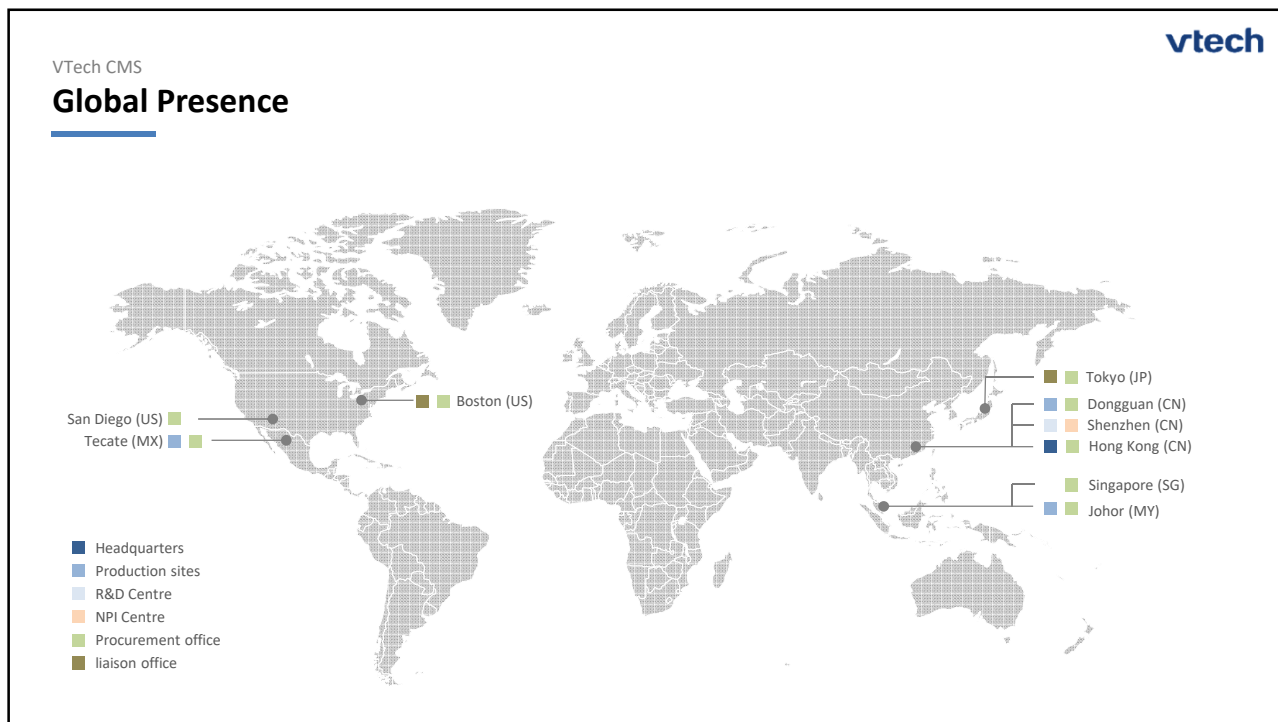 vtech
VTech CMS
Global Presence
Tokyo (JP)
Boston (US)
Dongguan (CN)
San Diego (US)
Shenzhen (CN)
Tecate (MX)
Hong Kong (CN)
Singapore (SG)
Johor (MY)
Headquarters
Production sites
R&D Centre
NPI Centre
Procurement office
liaison office